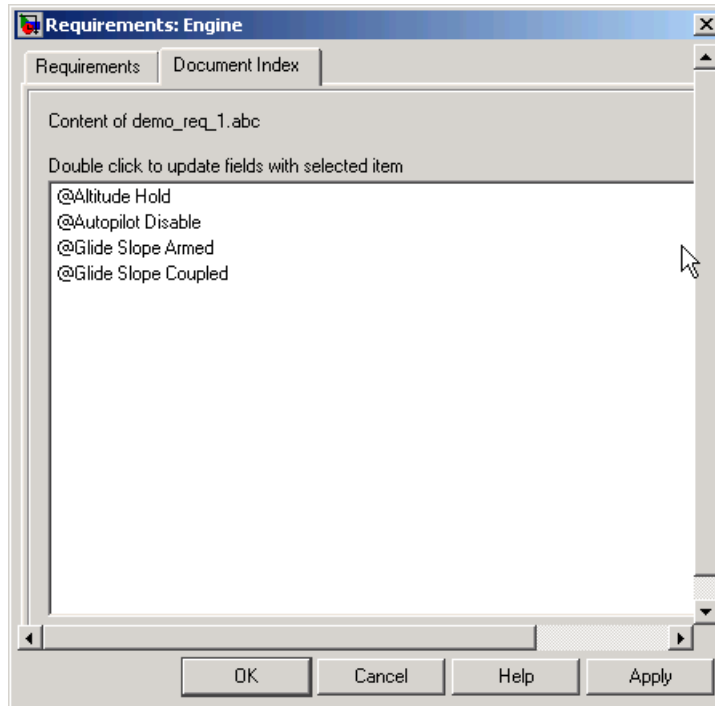 Requirements: Engine
Requirements
Document Index
Content of demo_req_1.abc
Double click to update fields with selected item
@Altitude Hold
@Autopilot Disable
@Glide Slope Armed
@Glide Slope Coupled
OK
Cancel
Help
Apply